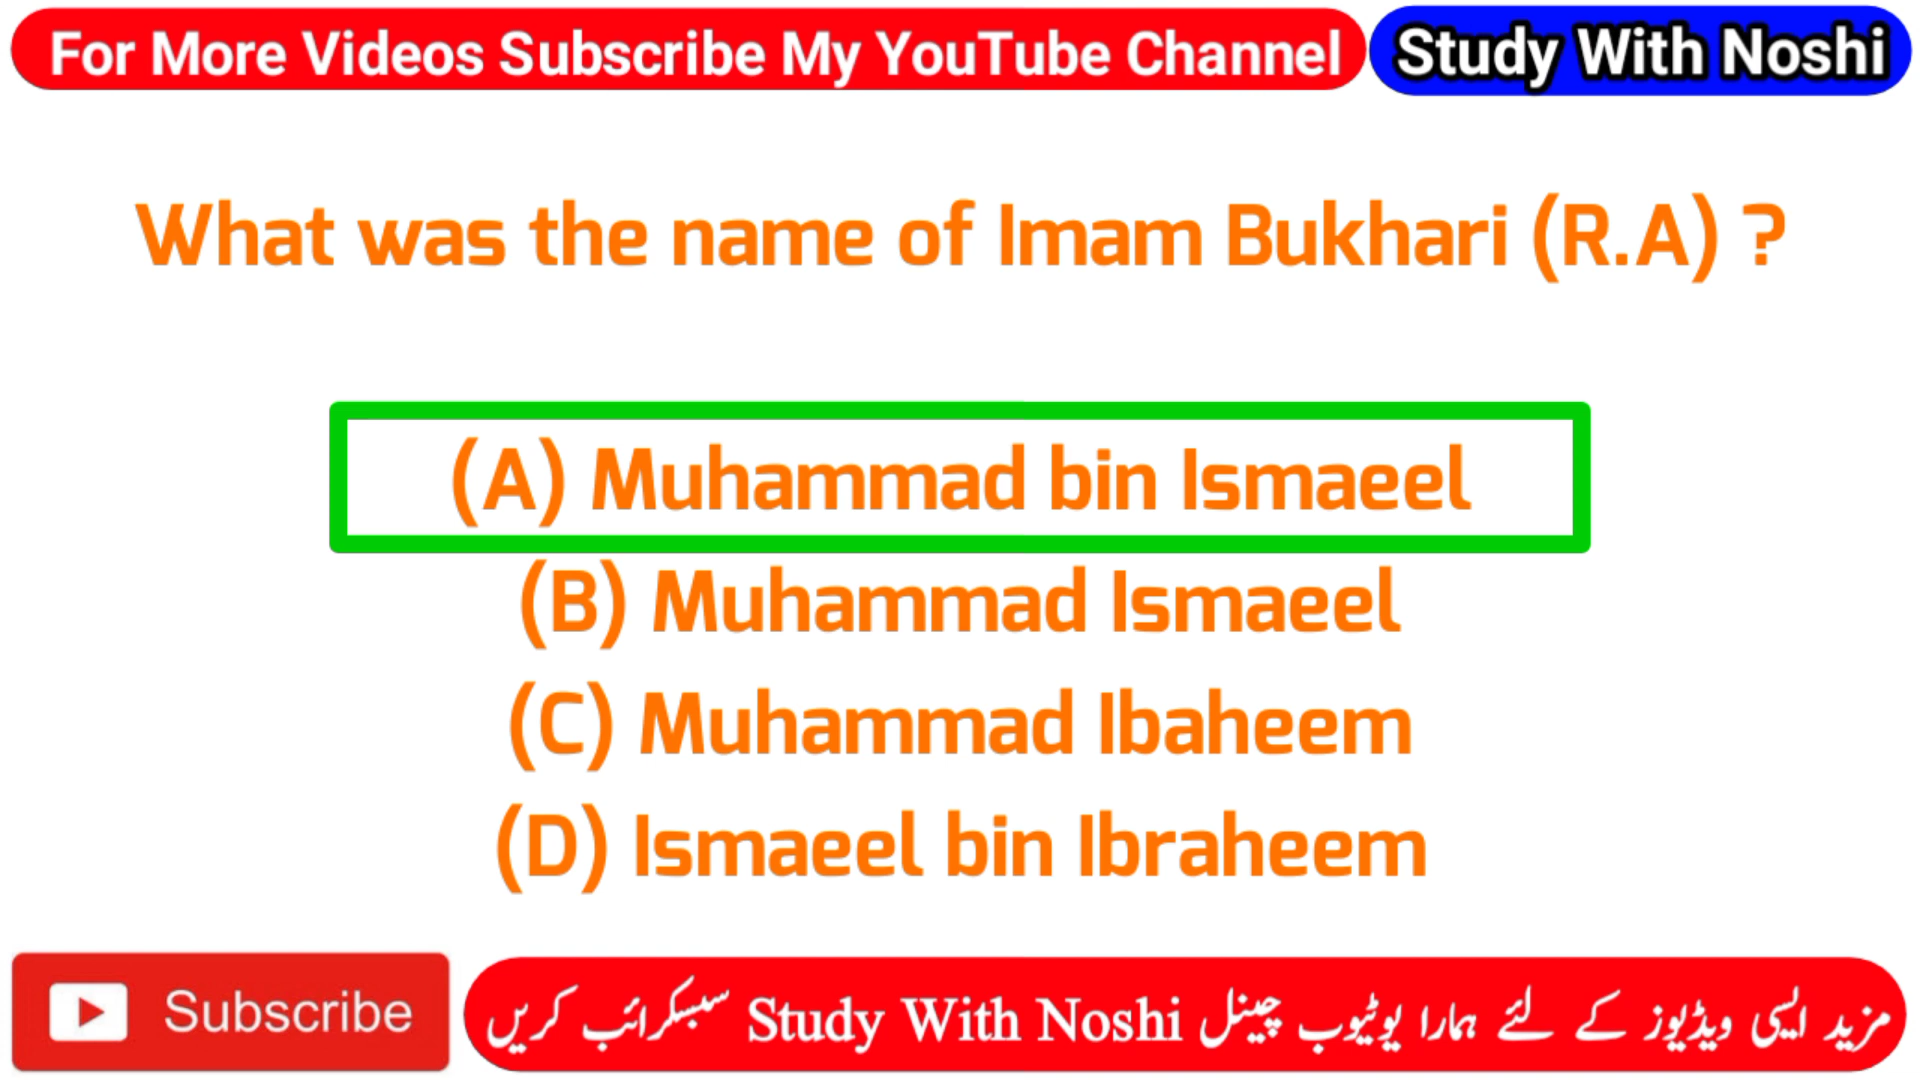 For More Videos Subscribe My YouTube Channel Study With Noshi
What was the name of Imam Bukhari (R.A) ?
(A) Muhammad bin Ismaeel
(B) Muhammad Ismaeel
(C) Muhammad Ibaheem
(D) Ismaeel bin Ibraheem
Subscribe
مزید ایسی ویڈیوز کے لئے ہمارا یوٹیوب چینل Study With Noshi سبسکرائب کریں